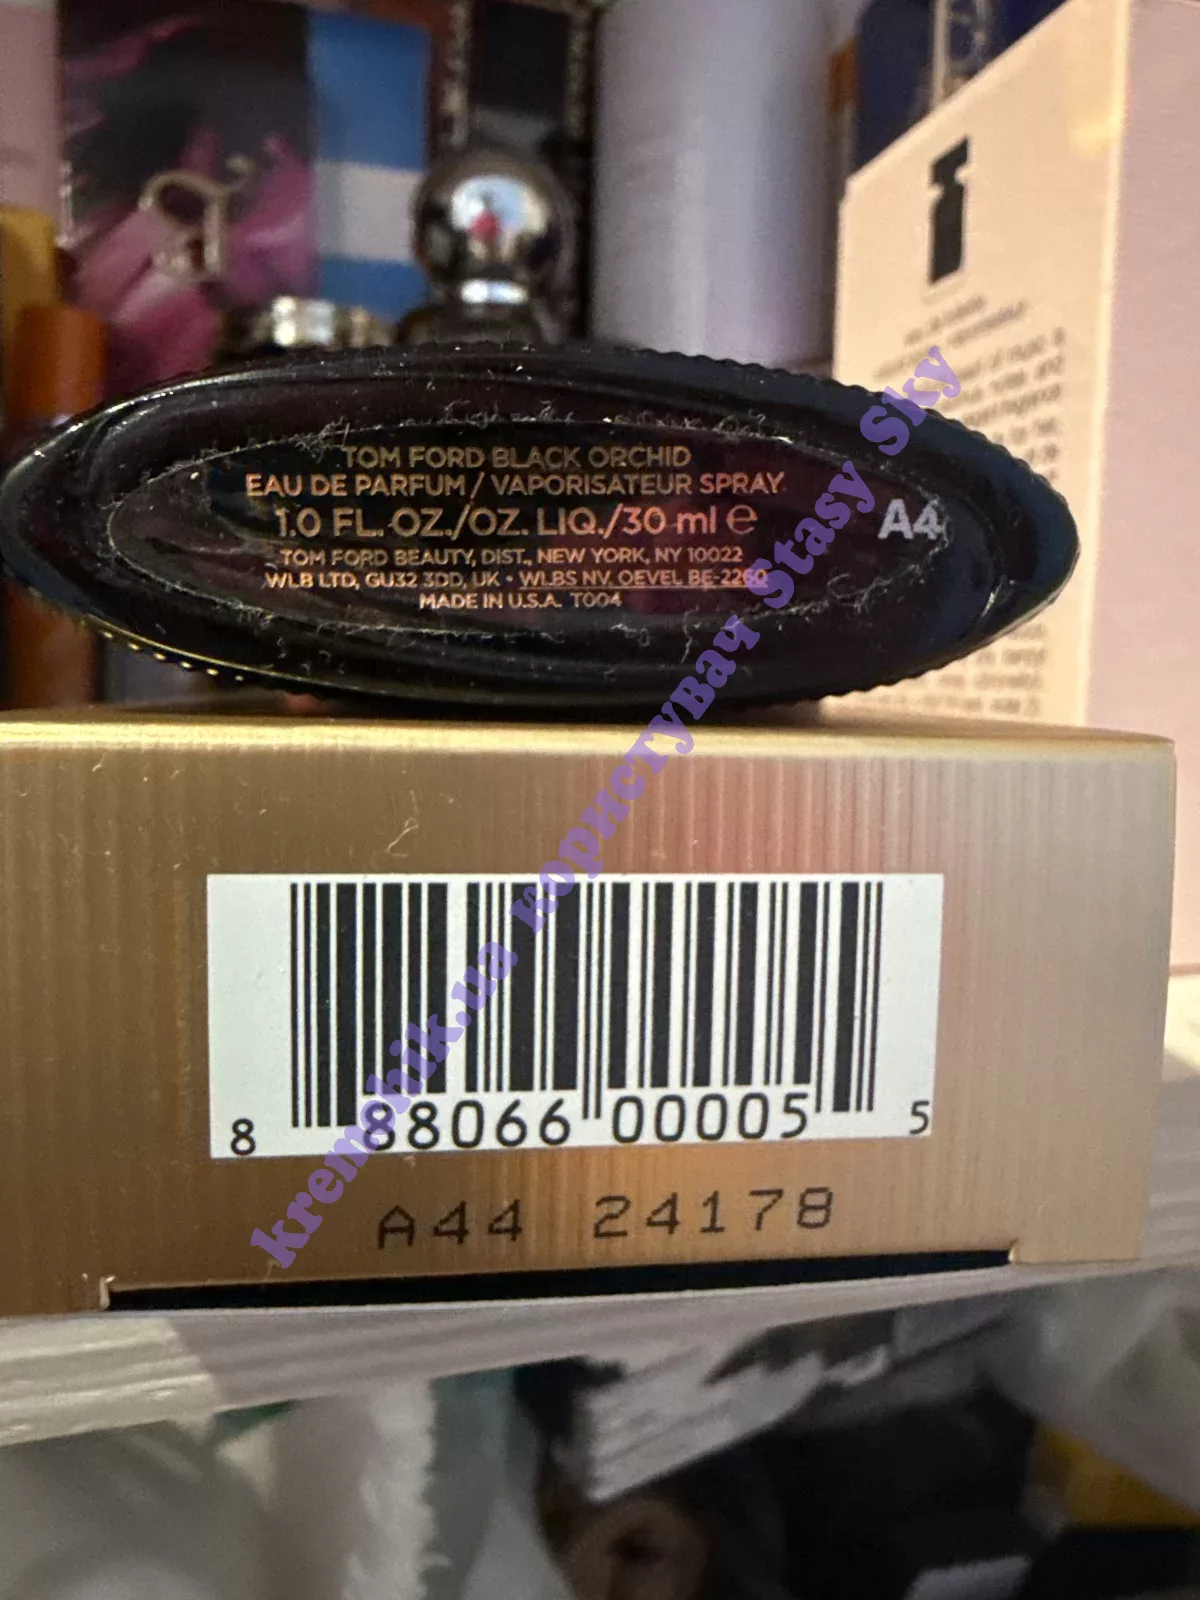 TOM FORD BLACK ORCHID
EAU DE PARFUM / VAPORISATEUR SPRAY
1.0 FL. OZ./OZ. LIQ./30 ml e
TOM FORD BEAUTY, DIST., NEW YORK, NY 10022
WLB LTD, GU32 3DD, UK • WLBS NV, OEVEL BE-2260
MADE IN U.S.A. T004
A4
kremchik.ua користувач Stasy Sky
8 88066 00005 5
A44 24178